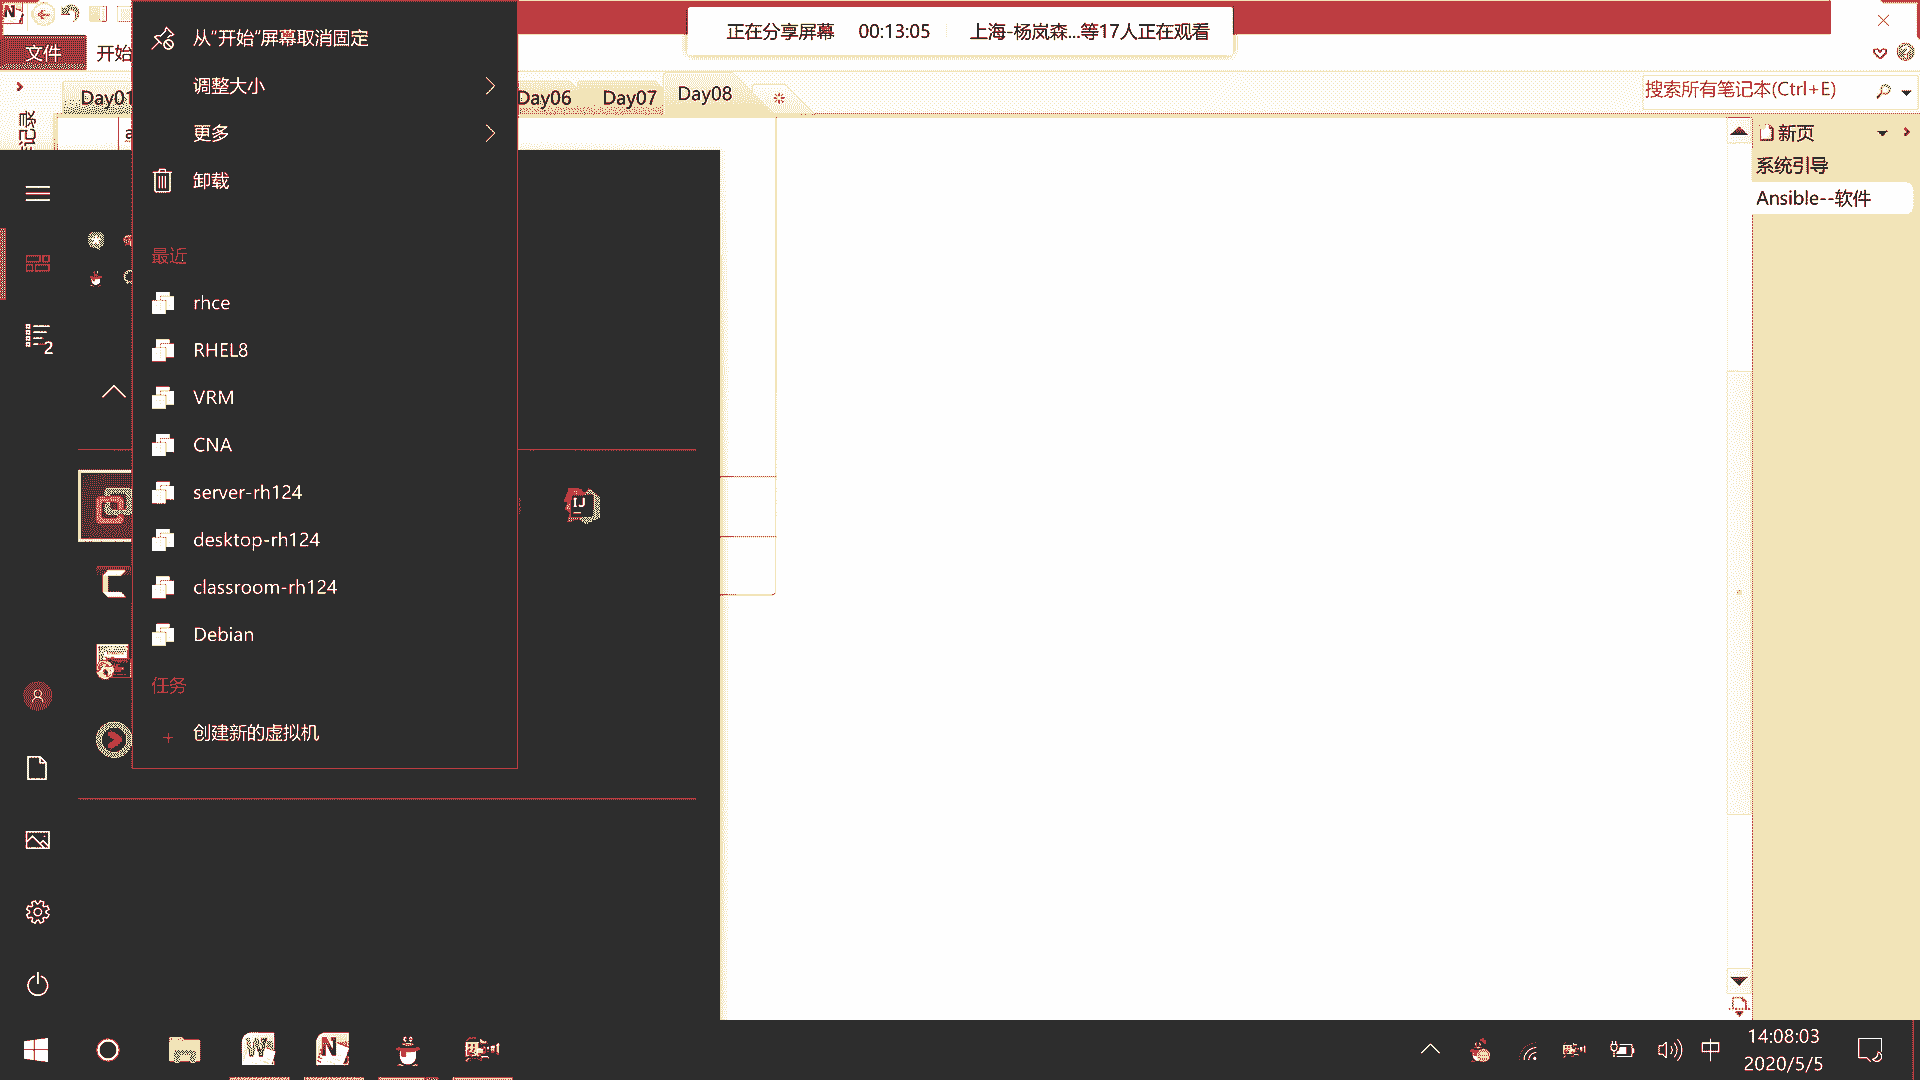 正在分享屏幕 00:13:05 上海-杨岚森...等17人正在观看
文件 开始
Day01 Day06 Day07 Day08
搜索所有笔记本(Ctrl+E)
新页
系统引导
Ansible--软件
从"开始"屏幕取消固定
调整大小
更多
卸载
最近
rhce
RHEL8
VRM
CNA
server-rh124
desktop-rh124
classroom-rh124
Debian
任务
+ 创建新的虚拟机
2
IJ
中
14:08:03
2020/5/5